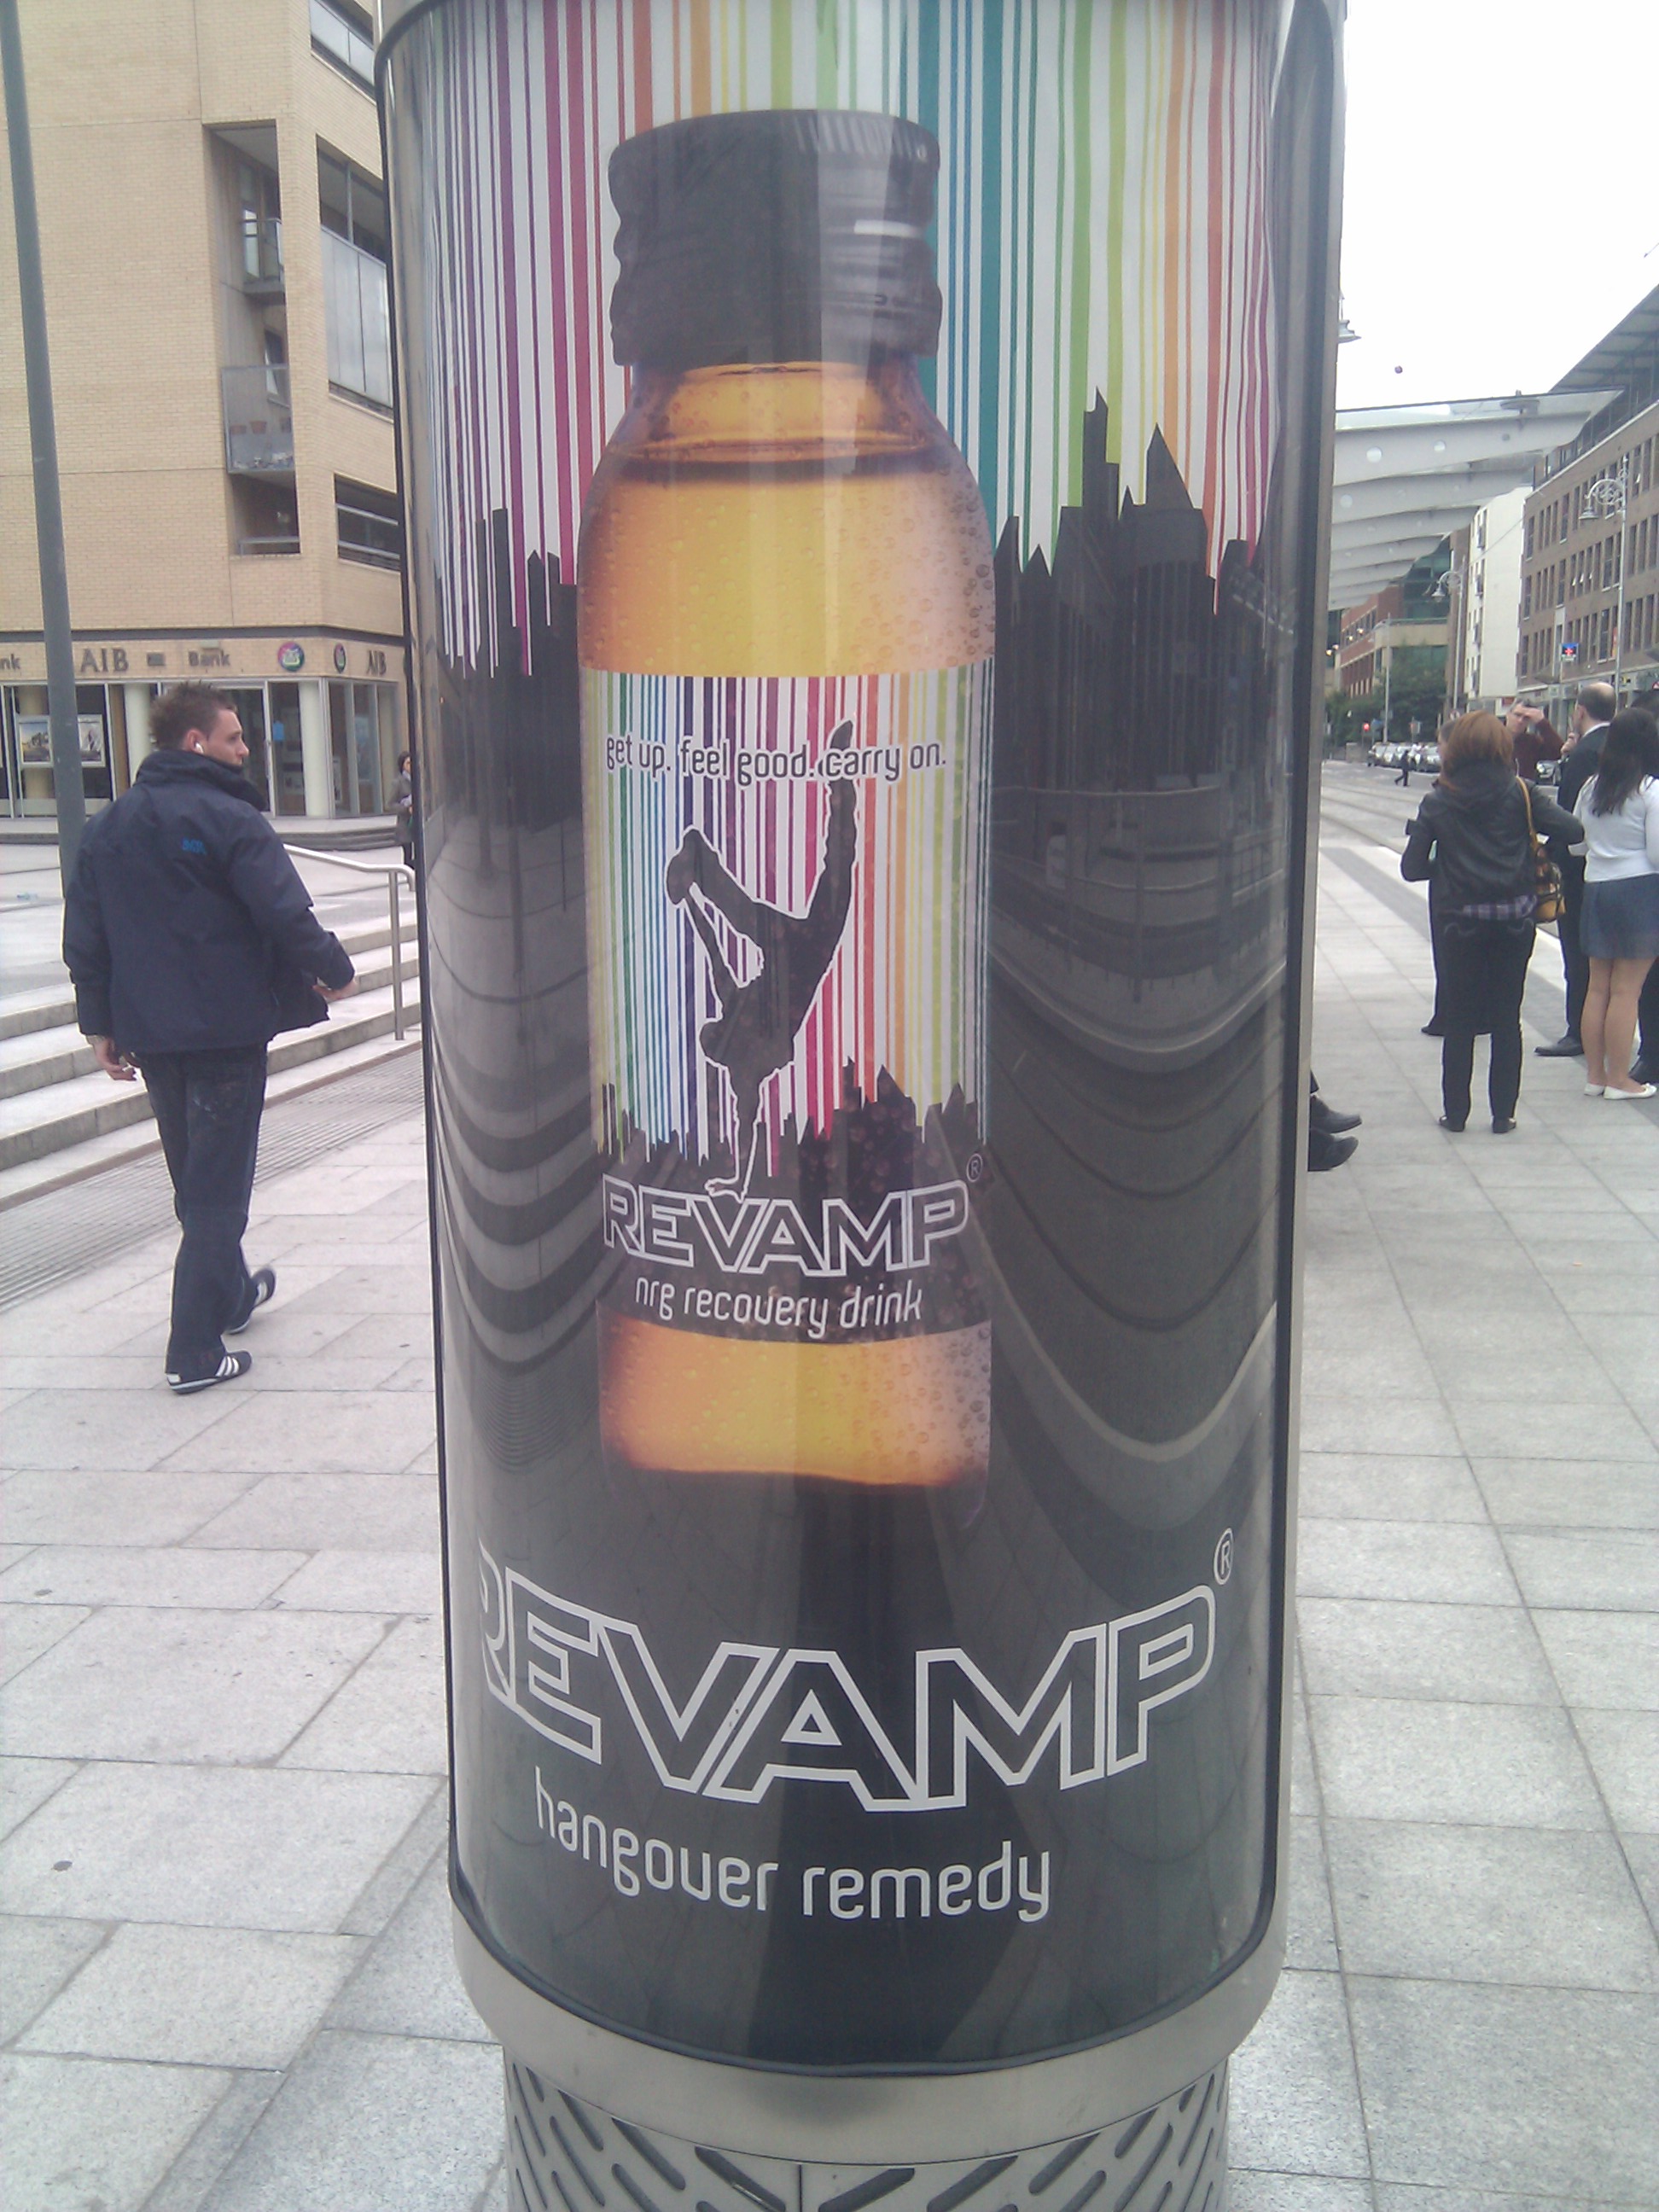 AIB Bank
AIB
get up. feel good. carry on.
REVAMP®
nrg recovery drink
REVAMP®
hangover remedy